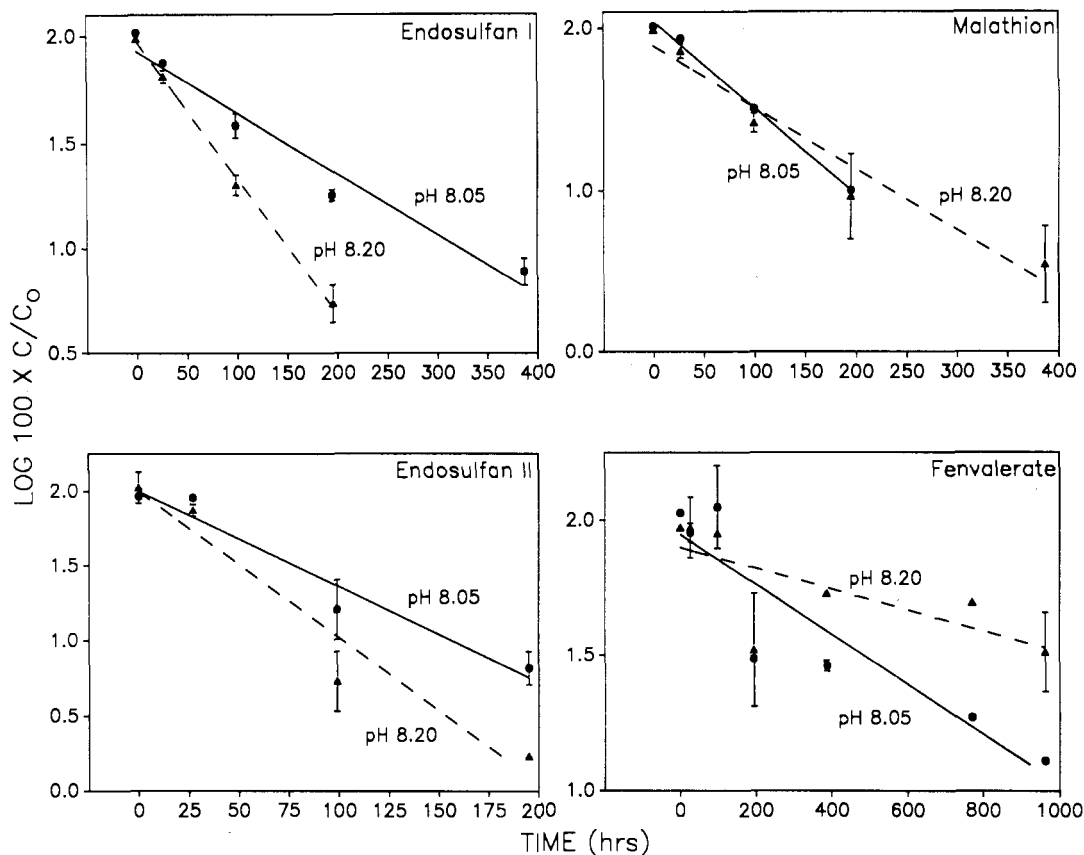 LOG 100 X C/Co
Endosulfan I
2.0
1.5
1.0
0.5
pH 8.05
pH 8.20
0 50 100 150 200 250 300 350 400
Malathion
2.0
1.0
0.0
pH 8.05
pH 8.20
0 50 100 150 200 250 300 350 400
Endosulfan II
2.0
1.5
1.0
0.5
0.0
pH 8.05
pH 8.20
0 25 50 75 100 125 150 175 200
Fenvalerate
2.0
1.5
1.0
pH 8.20
pH 8.05
0 200 400 600 800 1000
TIME (hrs)